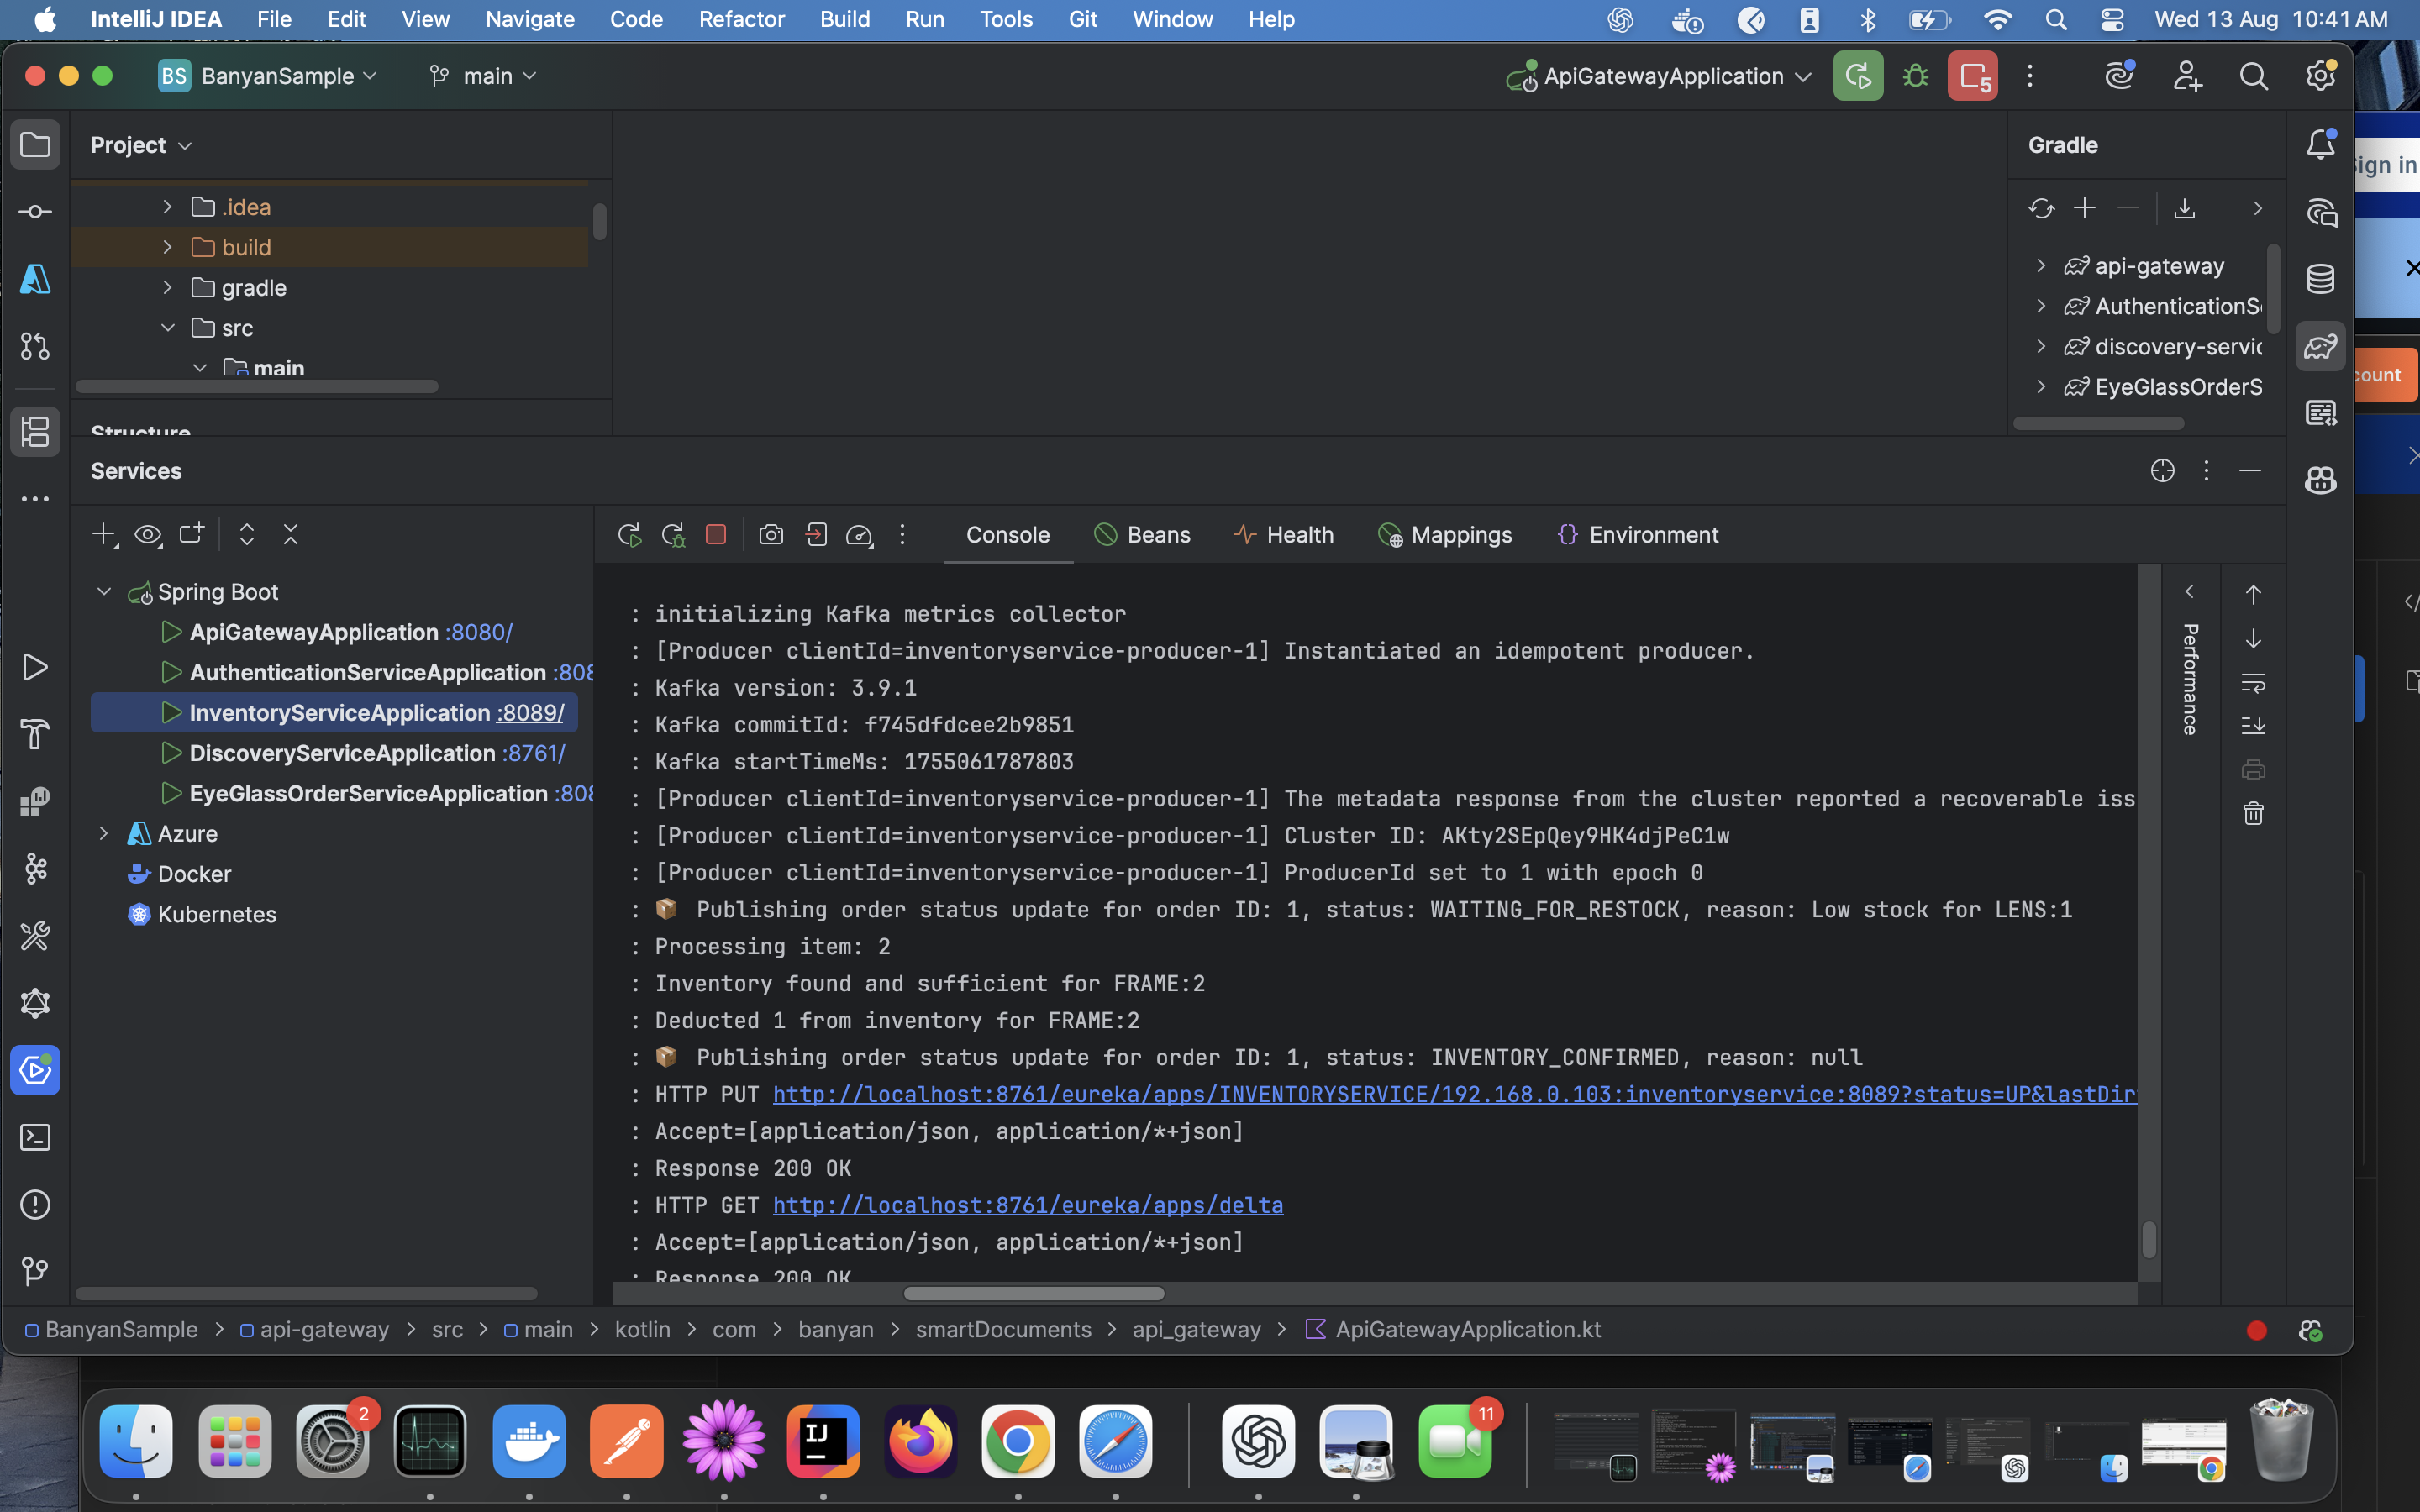 IntelliJ IDEA File Edit View Navigate Code Refactor Build Run Tools Git Window Help Wed 13 Aug 10:41 AM
BS BanyanSample main ApiGatewayApplication 5
Project
.idea
build
gradle
src
main
Structure
Gradle
api-gateway
AuthenticationS
discovery-servic
EyeGlassOrderS
Sign in
count
Services
Console Beans Health Mappings Environment
Spring Boot
ApiGatewayApplication :8080/
AuthenticationServiceApplication :808
InventoryServiceApplication :8089/
DiscoveryServiceApplication :8761/
EyeGlassOrderServiceApplication :808
Azure
Docker
Kubernetes
: initializing Kafka metrics collector
: [Producer clientId=inventoryservice-producer-1] Instantiated an idempotent producer.
: Kafka version: 3.9.1
: Kafka commitId: f745dfdcee2b9851
: Kafka startTimeMs: 1755061787803
: [Producer clientId=inventoryservice-producer-1] The metadata response from the cluster reported a recoverable iss
: [Producer clientId=inventoryservice-producer-1] Cluster ID: AKty2SEpQey9HK4djPeC1w
: [Producer clientId=inventoryservice-producer-1] ProducerId set to 1 with epoch 0
: 📦 Publishing order status update for order ID: 1, status: WAITING_FOR_RESTOCK, reason: Low stock for LENS:1
: Processing item: 2
: Inventory found and sufficient for FRAME:2
: Deducted 1 from inventory for FRAME:2
: 📦 Publishing order status update for order ID: 1, status: INVENTORY_CONFIRMED, reason: null
: HTTP PUT http://localhost:8761/eureka/apps/INVENTORYSERVICE/192.168.0.103:inventoryservice:8089?status=UP&lastDir
: Accept=[application/json, application/*+json]
: Response 200 OK
: HTTP GET http://localhost:8761/eureka/apps/delta
: Accept=[application/json, application/*+json]
: Response 200 OK
Performance
BanyanSample > api-gateway > src > main > kotlin > com > banyan > smartDocuments > api_gateway > ApiGatewayApplication.kt
2
IJ
11